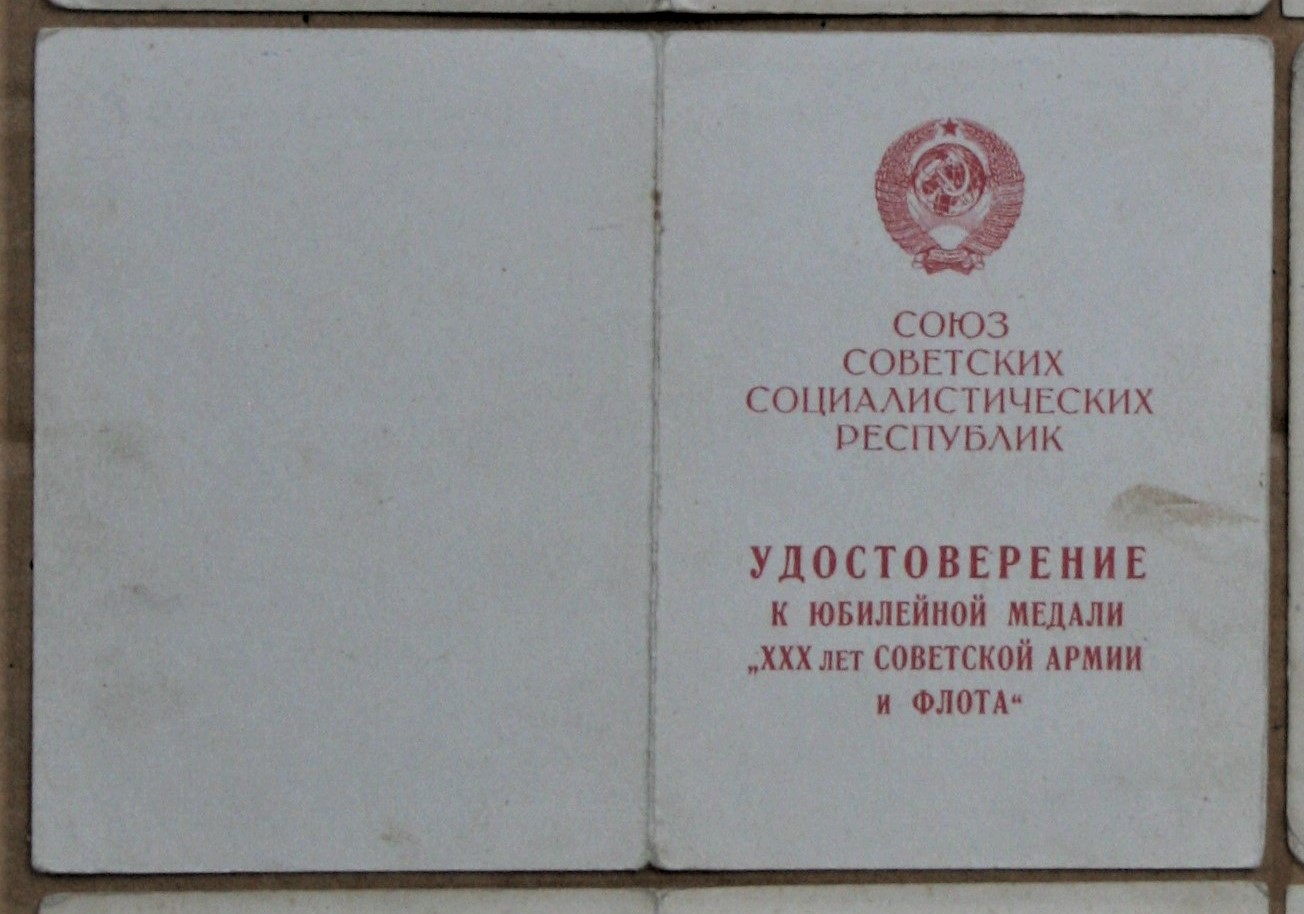 СОЮЗ
СОВЕТСКИХ
СОЦИАЛИСТИЧЕСКИХ
РЕСПУБЛИК
УДОСТОВЕРЕНИЕ
К ЮБИЛЕЙНОЙ МЕДАЛИ
„XXX ЛЕТ СОВЕТСКОЙ АРМИИ
И ФЛОТА“